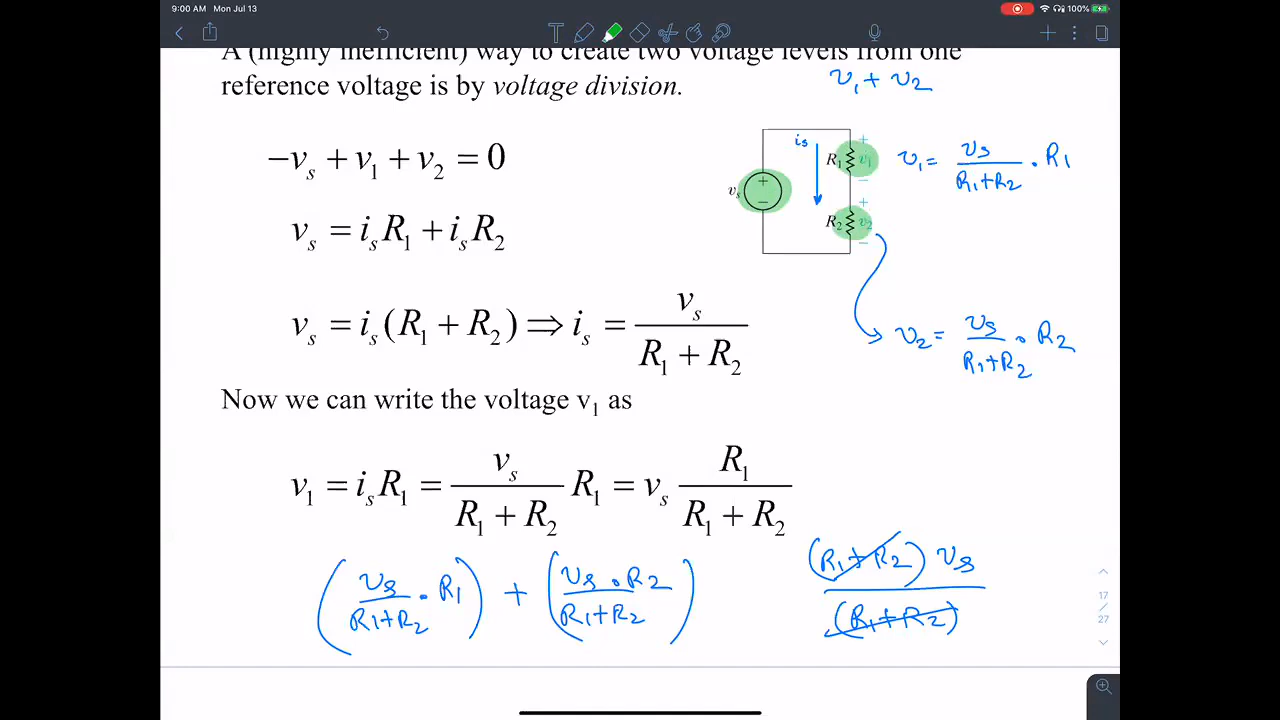 9:00 AM Mon Jul 13
100%
A (highly inefficient) way to create two voltage levels from one
reference voltage is by voltage division.
v₁ + v₂
−vₛ + v₁ + v₂ = 0
iₛ
+
R₁ v₁
−
vₛ
+
−
+
R₂ v₂
−
v₁ = vₛ/(R₁+R₂) · R₁
vₛ = iₛR₁ + iₛR₂
vₛ = iₛ(R₁ + R₂) ⇒ iₛ = vₛ/(R₁ + R₂)
v₂ = vₛ/(R₁+R₂) · R₂
Now we can write the voltage v₁ as
v₁ = iₛR₁ = vₛ/(R₁ + R₂) R₁ = vₛ R₁/(R₁ + R₂)
(vₛ/(R₁+R₂) · R₁) + (vₛ · R₂/(R₁+R₂))
(R₁+R₂) vₛ/(R₁+R₂)
17
/
27